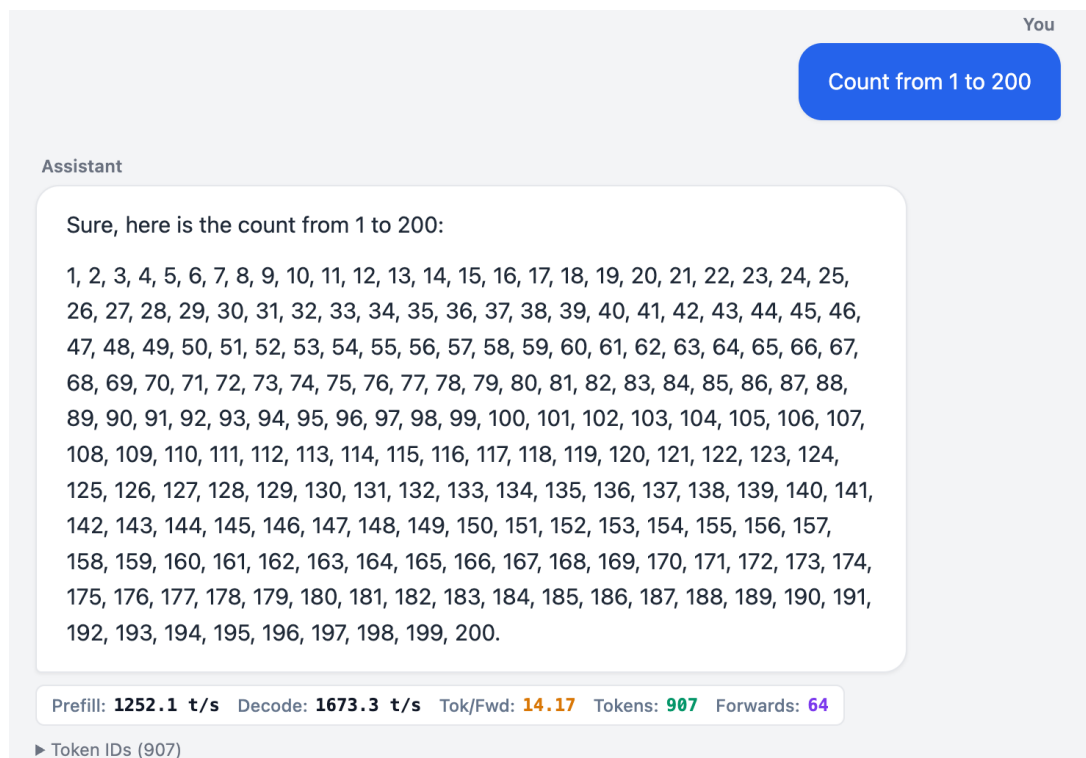 You
Count from 1 to 200
Assistant
Sure, here is the count from 1 to 200:
1, 2, 3, 4, 5, 6, 7, 8, 9, 10, 11, 12, 13, 14, 15, 16, 17, 18, 19, 20, 21, 22, 23, 24, 25,
26, 27, 28, 29, 30, 31, 32, 33, 34, 35, 36, 37, 38, 39, 40, 41, 42, 43, 44, 45, 46,
47, 48, 49, 50, 51, 52, 53, 54, 55, 56, 57, 58, 59, 60, 61, 62, 63, 64, 65, 66, 67,
68, 69, 70, 71, 72, 73, 74, 75, 76, 77, 78, 79, 80, 81, 82, 83, 84, 85, 86, 87, 88,
89, 90, 91, 92, 93, 94, 95, 96, 97, 98, 99, 100, 101, 102, 103, 104, 105, 106, 107,
108, 109, 110, 111, 112, 113, 114, 115, 116, 117, 118, 119, 120, 121, 122, 123, 124,
125, 126, 127, 128, 129, 130, 131, 132, 133, 134, 135, 136, 137, 138, 139, 140, 141,
142, 143, 144, 145, 146, 147, 148, 149, 150, 151, 152, 153, 154, 155, 156, 157,
158, 159, 160, 161, 162, 163, 164, 165, 166, 167, 168, 169, 170, 171, 172, 173, 174,
175, 176, 177, 178, 179, 180, 181, 182, 183, 184, 185, 186, 187, 188, 189, 190, 191,
192, 193, 194, 195, 196, 197, 198, 199, 200.
Prefill: 1252.1 t/s Decode: 1673.3 t/s Tok/Fwd: 14.17 Tokens: 907 Forwards: 64
▶ Token IDs (907)